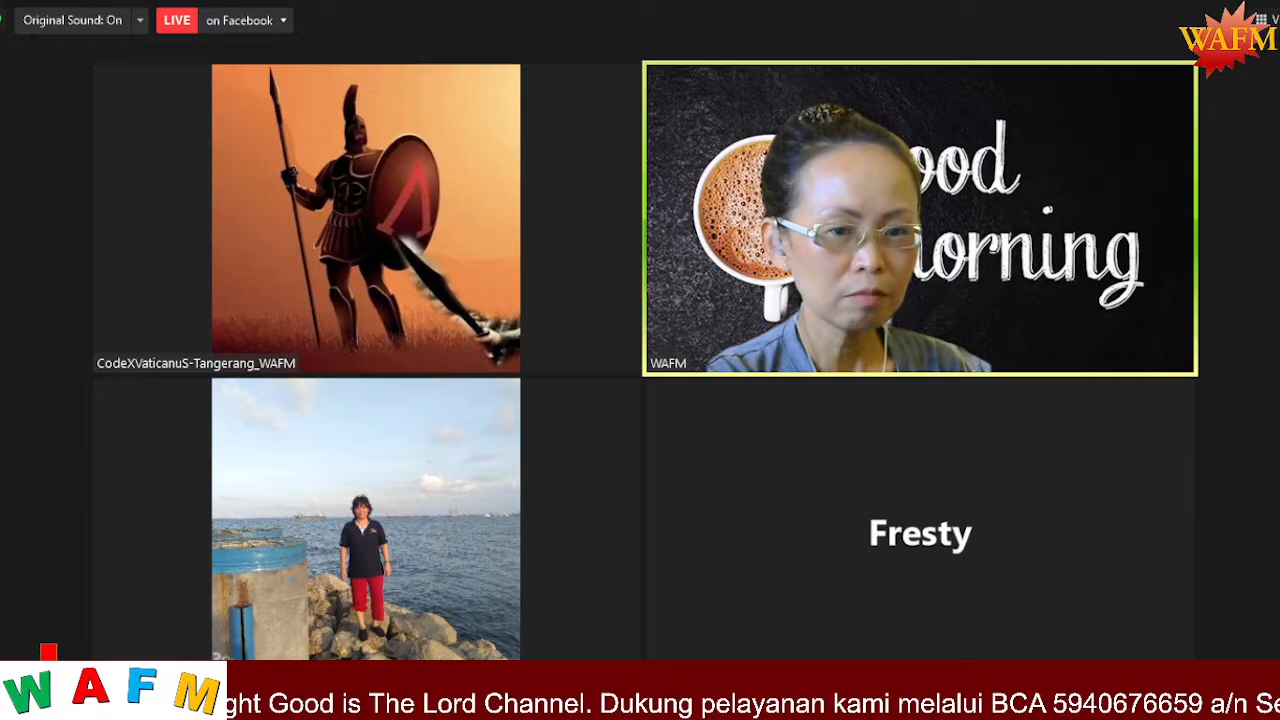 Original Sound: On
LIVE on Facebook
WAFM
ood
orning
CodeXVaticanuS-Tangerang_WAFM
WAFM
Fresty
WAFM
ght Good is The Lord Channel. Dukung pelayanan kami melalui BCA 5940676659 a/n Se